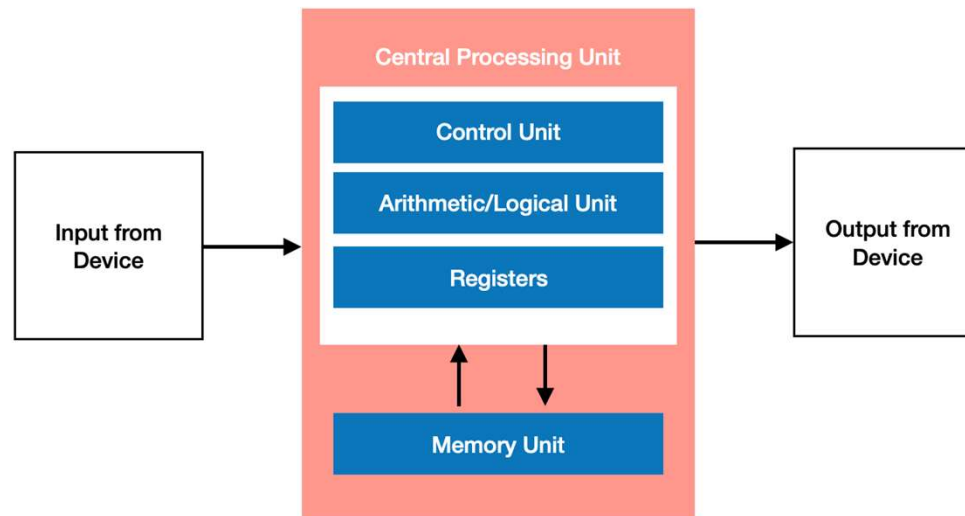 Central Processing Unit
Control Unit
Arithmetic/Logical Unit
Registers
Memory Unit
Input from
Device
Output from
Device